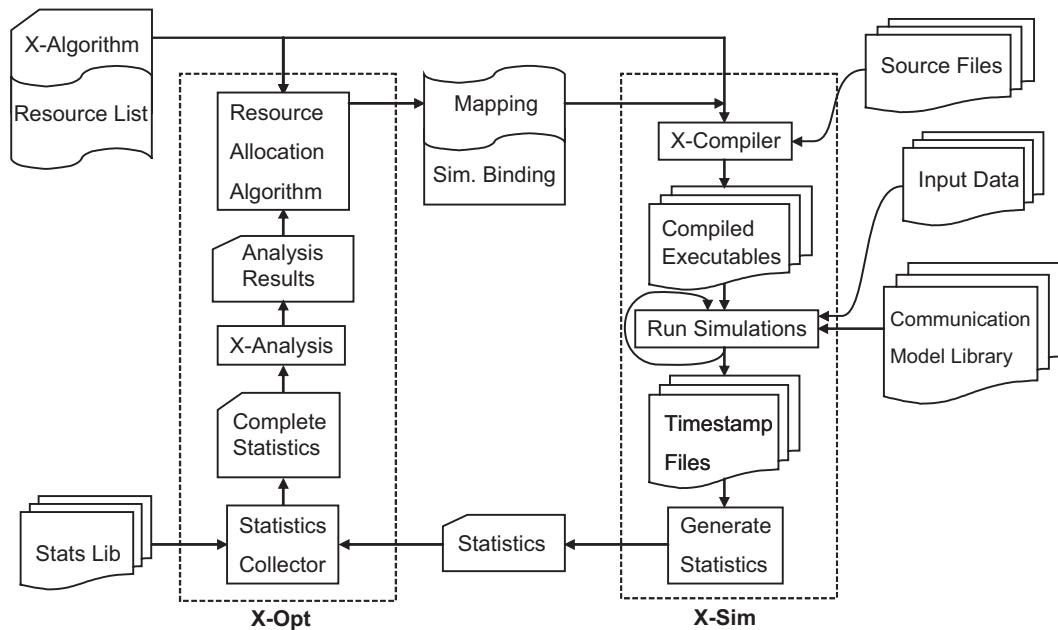 X-Algorithm
Resource List
Resource
Allocation
Algorithm
Mapping
Sim. Binding
Source Files
X-Compiler
Input Data
Compiled
Executables
Analysis
Results
Run Simulations
Communication
Model Library
X-Analysis
Complete
Statistics
Timestamp
Files
Stats Lib
Statistics
Collector
Statistics
Generate
Statistics
X-Opt
X-Sim